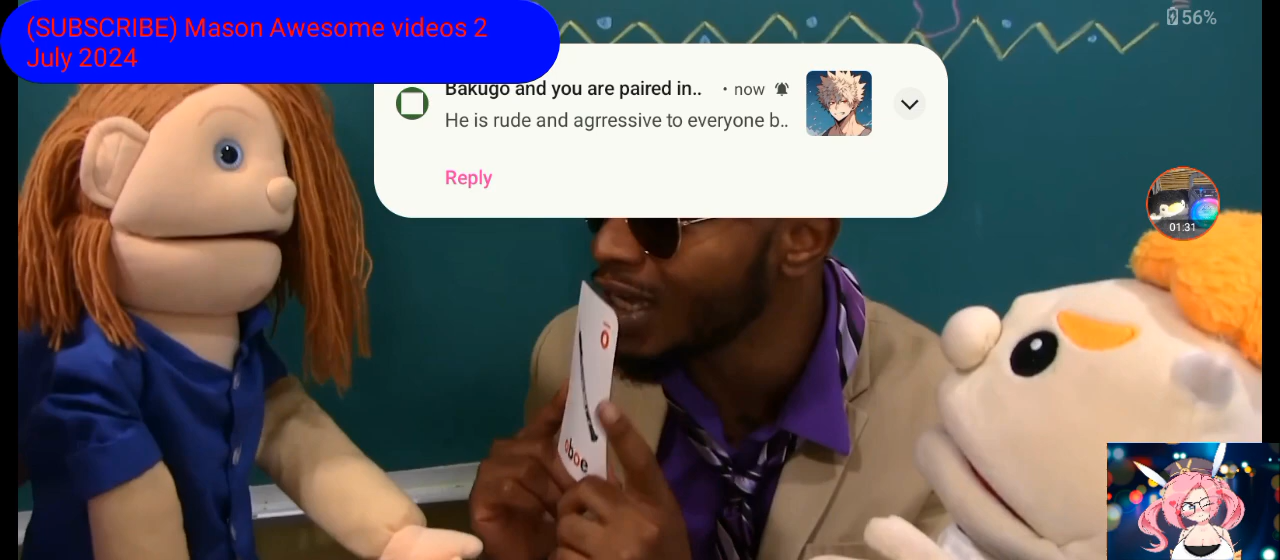 (SUBSCRIBE) Mason Awesome videos 2
July 2024
56%
Bakugo and you are paired in.. • now
He is rude and agrressive to everyone b..
Reply
01:31
O
oboe